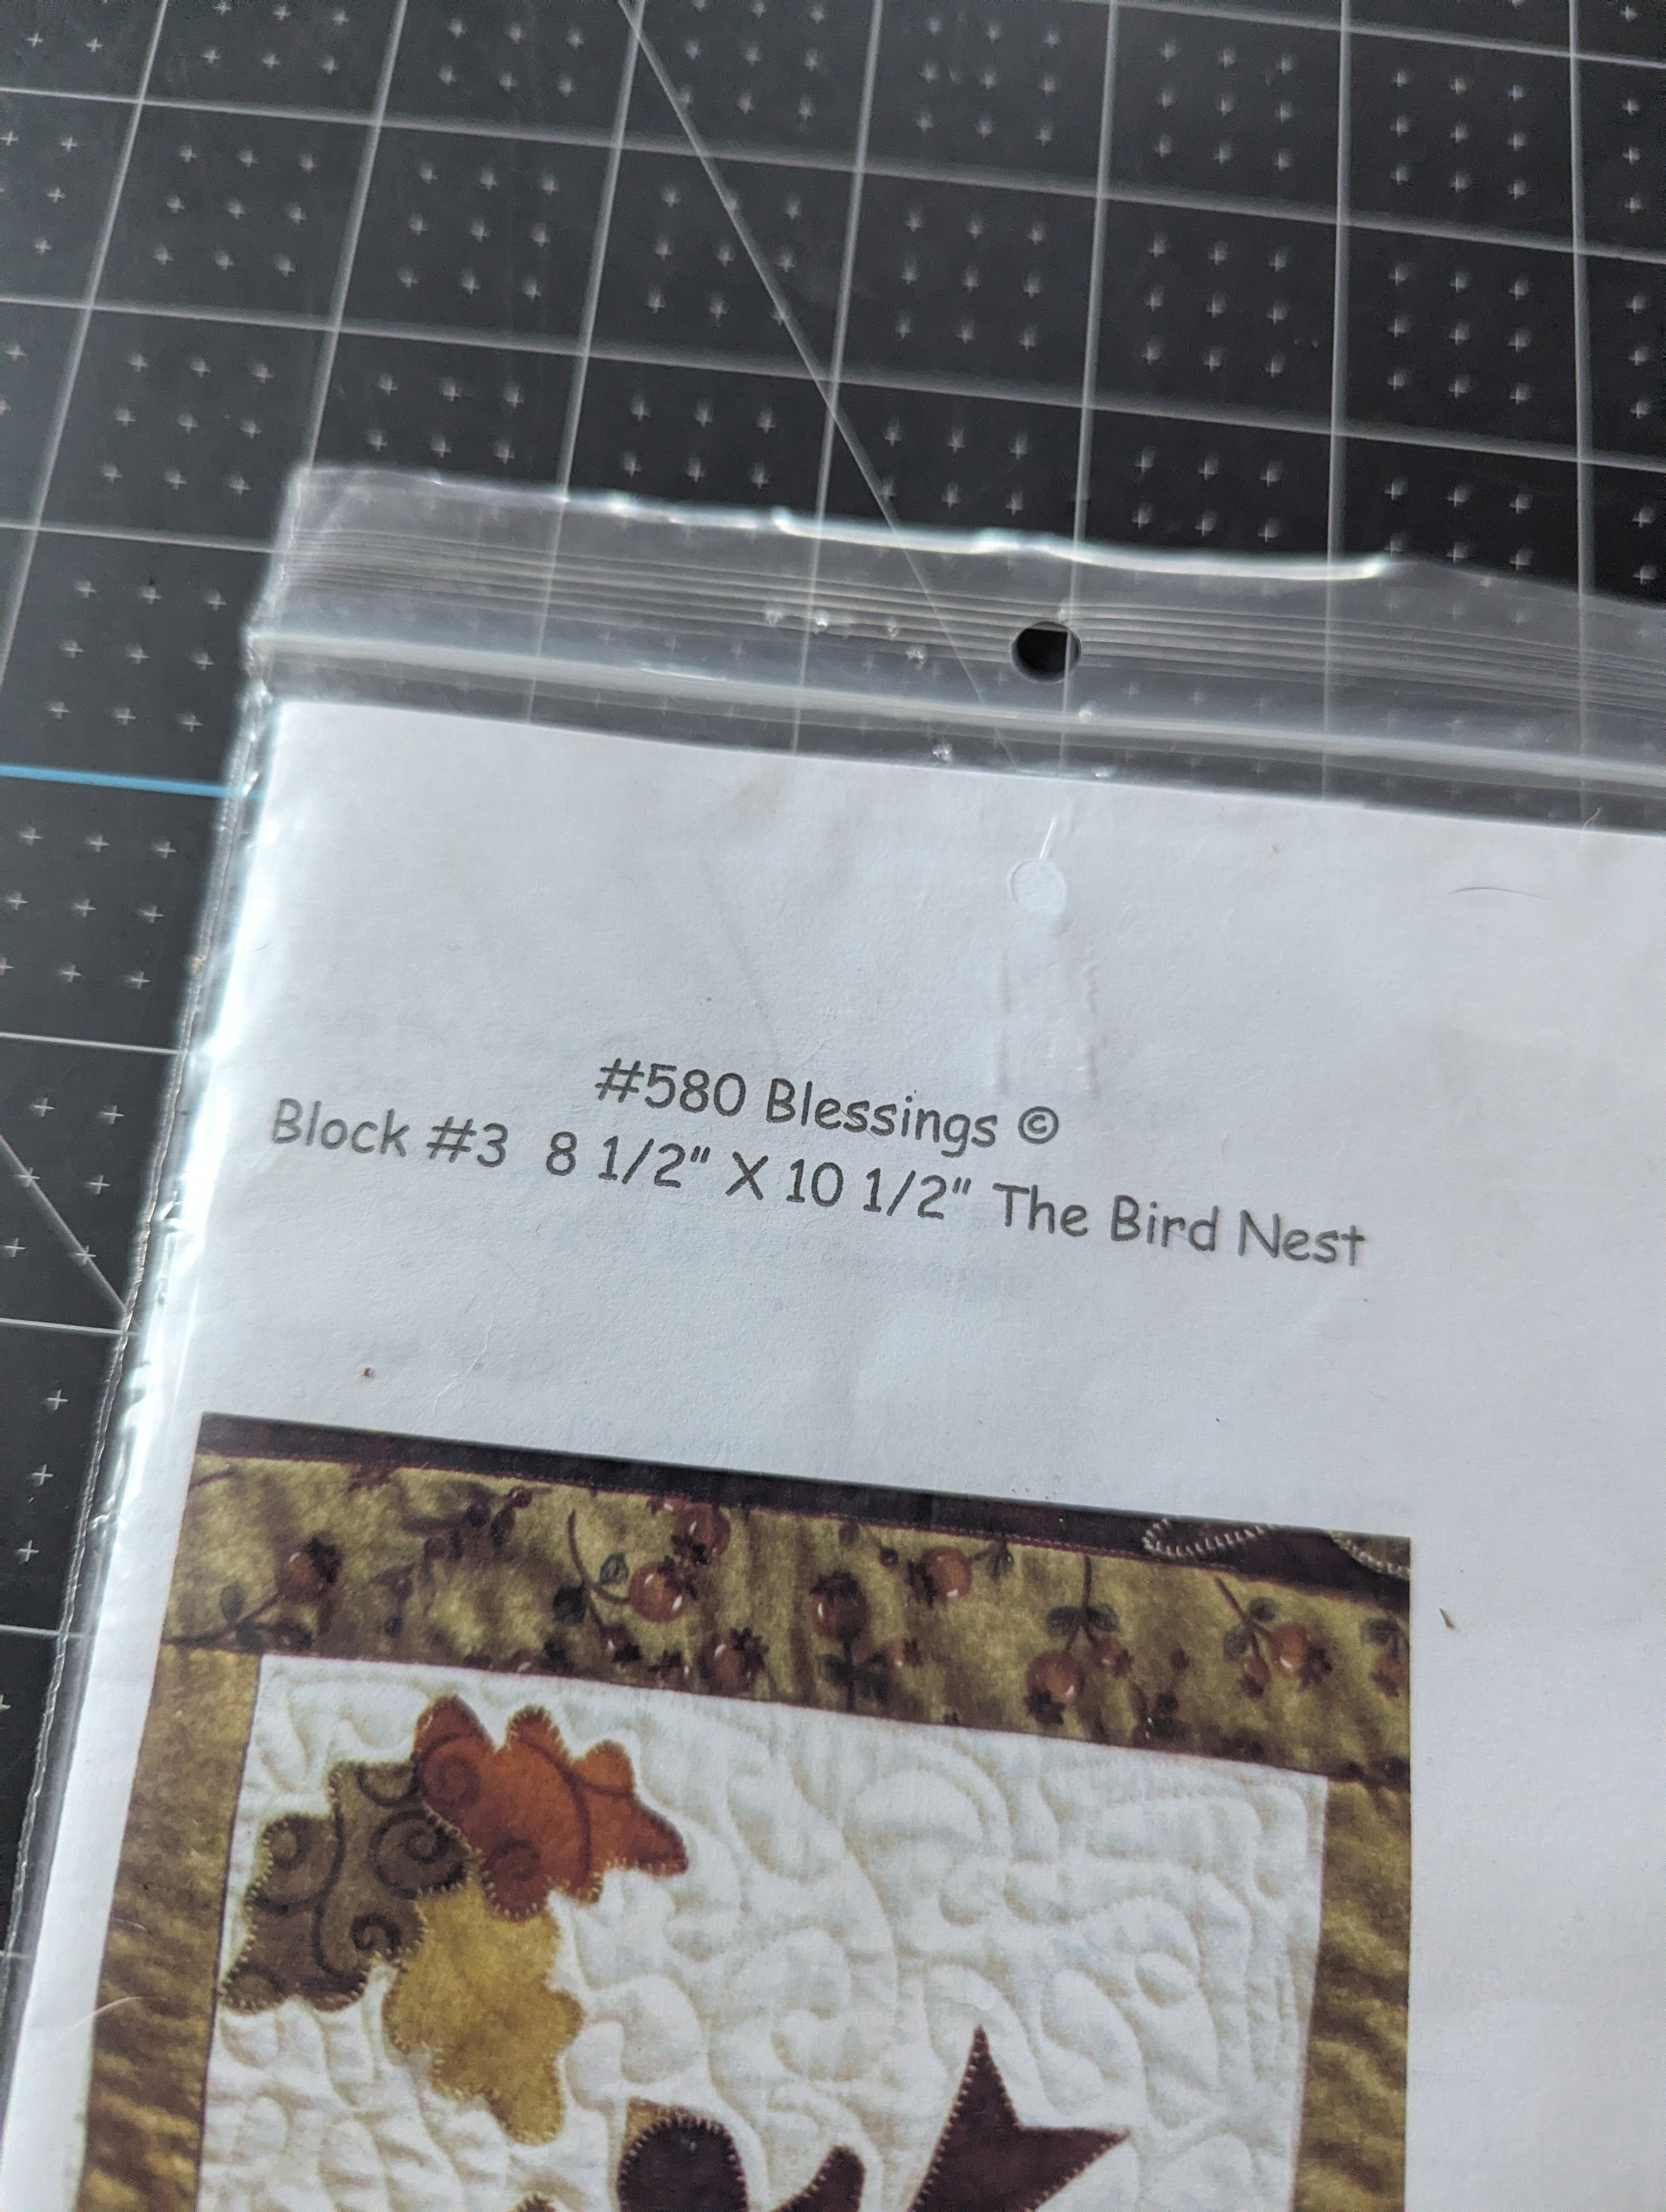 #580 Blessings ©
Block #3 8 1/2" X 10 1/2" The Bird Nest